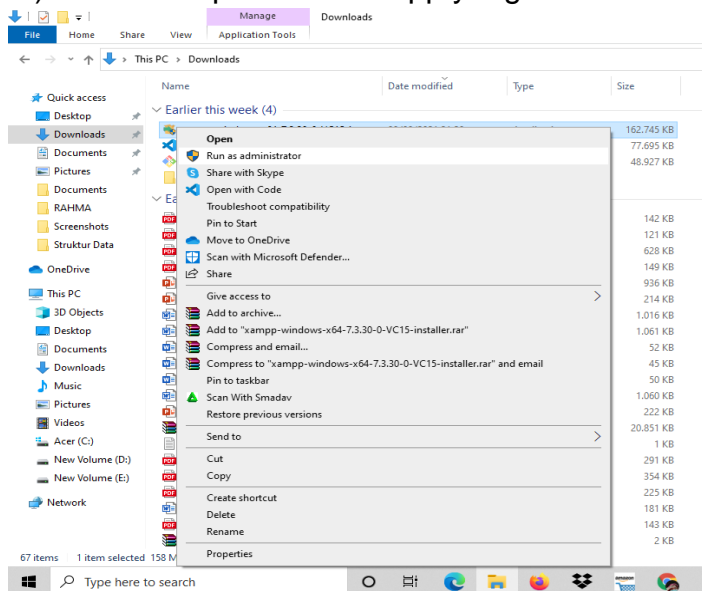 Manage Downloads
File Home Share View Application Tools
This PC > Downloads
Name Date modified Type Size
Quick access
Earlier this week (4)
Desktop
162.745 KB
Downloads
Open
77.695 KB
Documents
Run as administrator
48.927 KB
Pictures
Share with Skype
Documents
Open with Code
RAHMA
Troubleshoot compatibility
Screenshots
Pin to Start
142 KB
Struktur Data
Move to OneDrive
121 KB
Scan with Microsoft Defender...
628 KB
OneDrive
Share
149 KB
936 KB
This PC
Give access to
214 KB
3D Objects
Add to archive...
1.016 KB
Desktop
Add to "xampp-windows-x64-7.3.30-0-VC15-installer.rar"
1.061 KB
Documents
Compress and email...
52 KB
Downloads
Compress to "xampp-windows-x64-7.3.30-0-VC15-installer.rar" and email
45 KB
Music
Pin to taskbar
50 KB
Pictures
Scan With Smadav
1.060 KB
Videos
Restore previous versions
222 KB
20.851 KB
Acer (C:)
Send to
1 KB
New Volume (D:)
Cut
291 KB
New Volume (E:)
Copy
354 KB
225 KB
Network
Create shortcut
181 KB
Delete
143 KB
Rename
2 KB
67 items 1 item selected 158 M
Properties
Type here to search